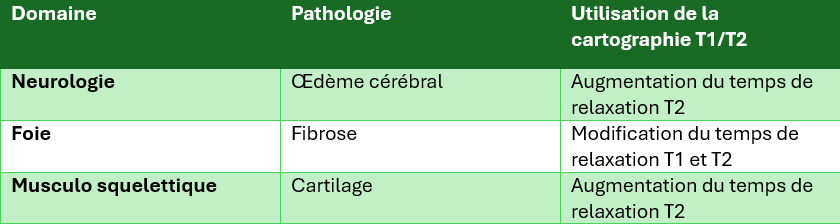 Domaine
Pathologie
Utilisation de la
cartographie T1/T2
Neurologie
Œdème cérébral
Augmentation du temps de
relaxation T2
Foie
Fibrose
Modification du temps de
relaxation T1 et T2
Musculo squelettique
Cartilage
Augmentation du temps de
relaxation T2